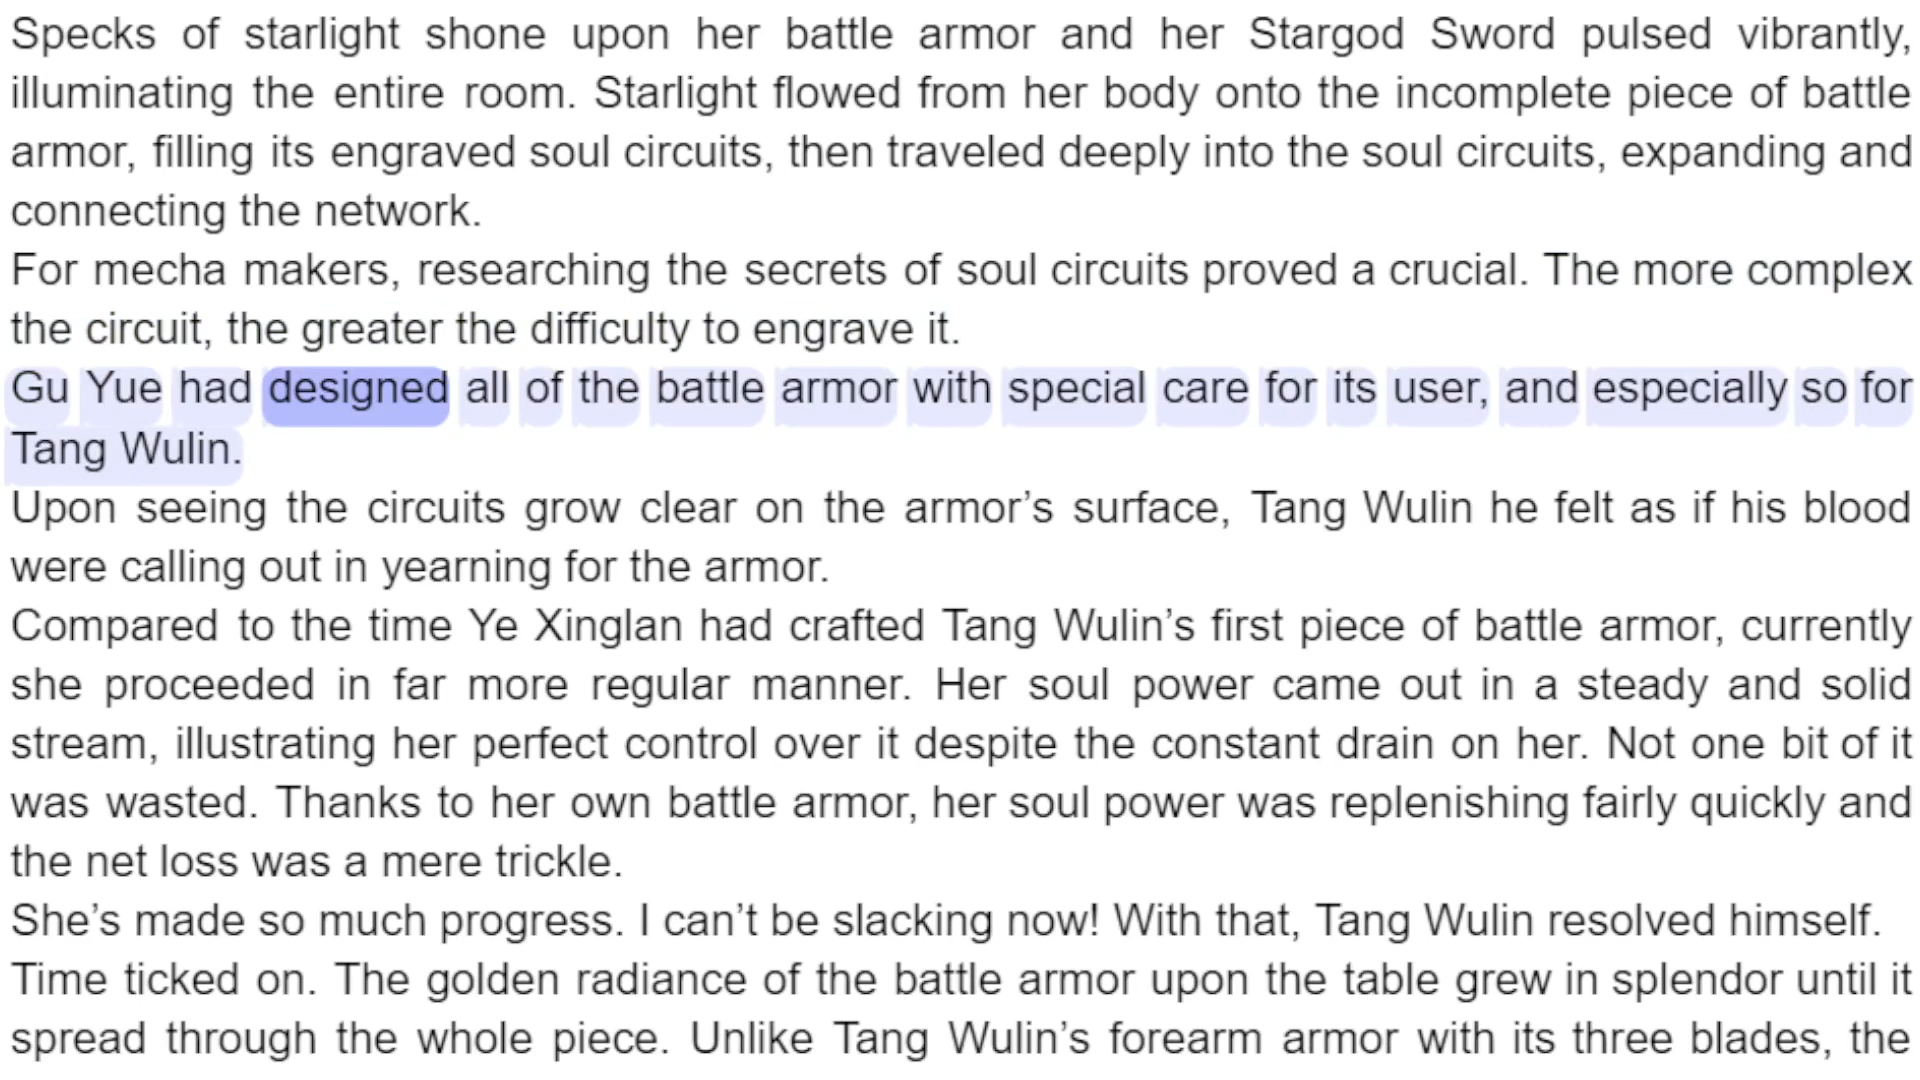 Specks of starlight shone upon her battle armor and her Stargod Sword pulsed vibrantly,
illuminating the entire room. Starlight flowed from her body onto the incomplete piece of battle
armor, filling its engraved soul circuits, then traveled deeply into the soul circuits, expanding and
connecting the network.
For mecha makers, researching the secrets of soul circuits proved a crucial. The more complex
the circuit, the greater the difficulty to engrave it.
Gu Yue had designed all of the battle armor with special care for its user, and especially so for
Tang Wulin.
Upon seeing the circuits grow clear on the armor’s surface, Tang Wulin he felt as if his blood
were calling out in yearning for the armor.
Compared to the time Ye Xinglan had crafted Tang Wulin’s first piece of battle armor, currently
she proceeded in far more regular manner. Her soul power came out in a steady and solid
stream, illustrating her perfect control over it despite the constant drain on her. Not one bit of it
was wasted. Thanks to her own battle armor, her soul power was replenishing fairly quickly and
the net loss was a mere trickle.
She’s made so much progress. I can’t be slacking now! With that, Tang Wulin resolved himself.
Time ticked on. The golden radiance of the battle armor upon the table grew in splendor until it
spread through the whole piece. Unlike Tang Wulin’s forearm armor with its three blades, the